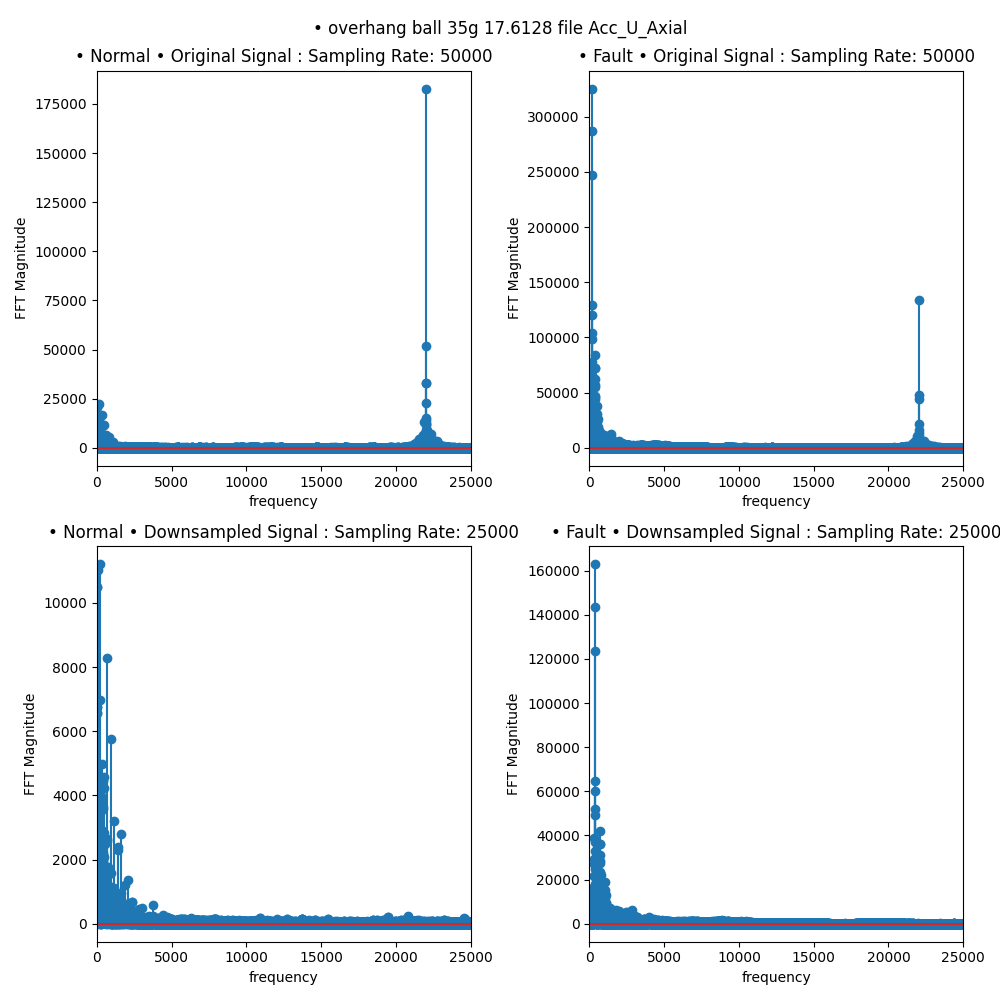 • overhang ball 35g 17.6128 file Acc_U_Axial
• Normal • Original Signal : Sampling Rate: 50000
FFT Magnitude
175000
150000
125000
100000
75000
50000
25000
0
0 5000 10000 15000 20000 25000
frequency
• Fault • Original Signal : Sampling Rate: 50000
FFT Magnitude
300000
250000
200000
150000
100000
50000
0
0 5000 10000 15000 20000 25000
frequency
• Normal • Downsampled Signal : Sampling Rate: 25000
FFT Magnitude
10000
8000
6000
4000
2000
0
0 5000 10000 15000 20000 25000
frequency
• Fault • Downsampled Signal : Sampling Rate: 25000
FFT Magnitude
160000
140000
120000
100000
80000
60000
40000
20000
0
0 5000 10000 15000 20000 25000
frequency